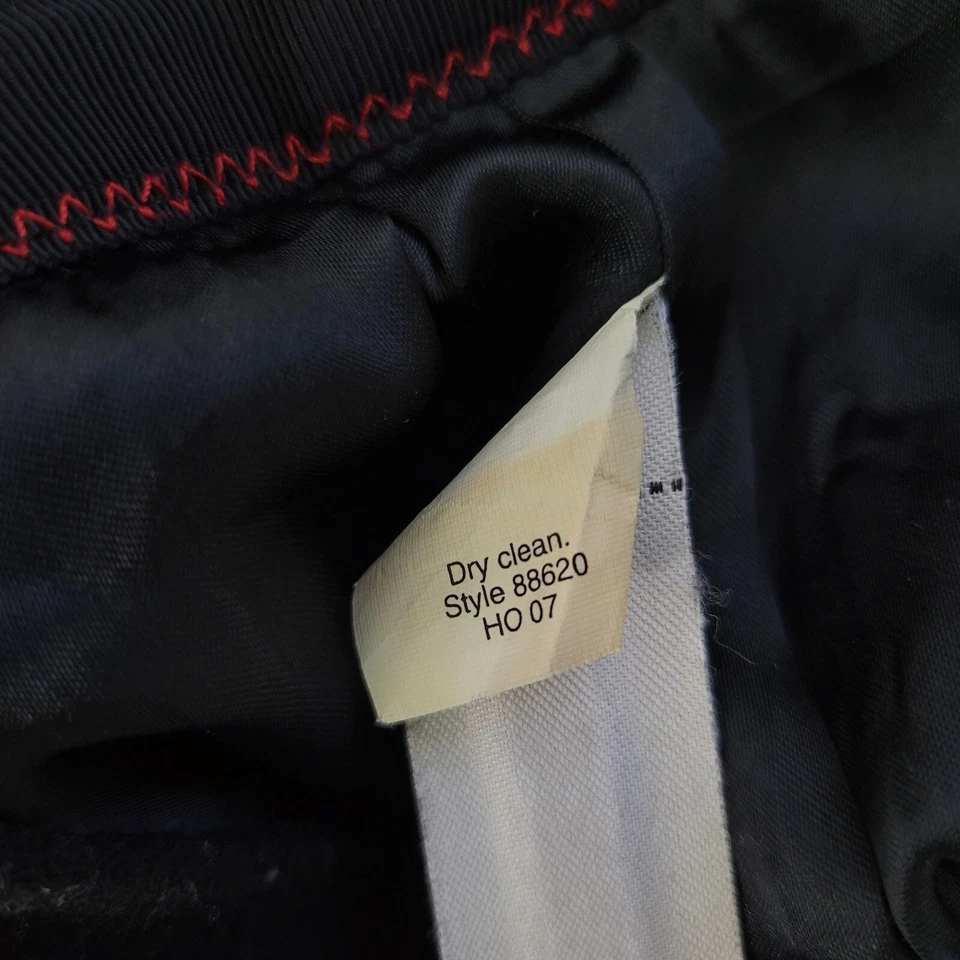 Dry clean.
Style 88620
HO 07